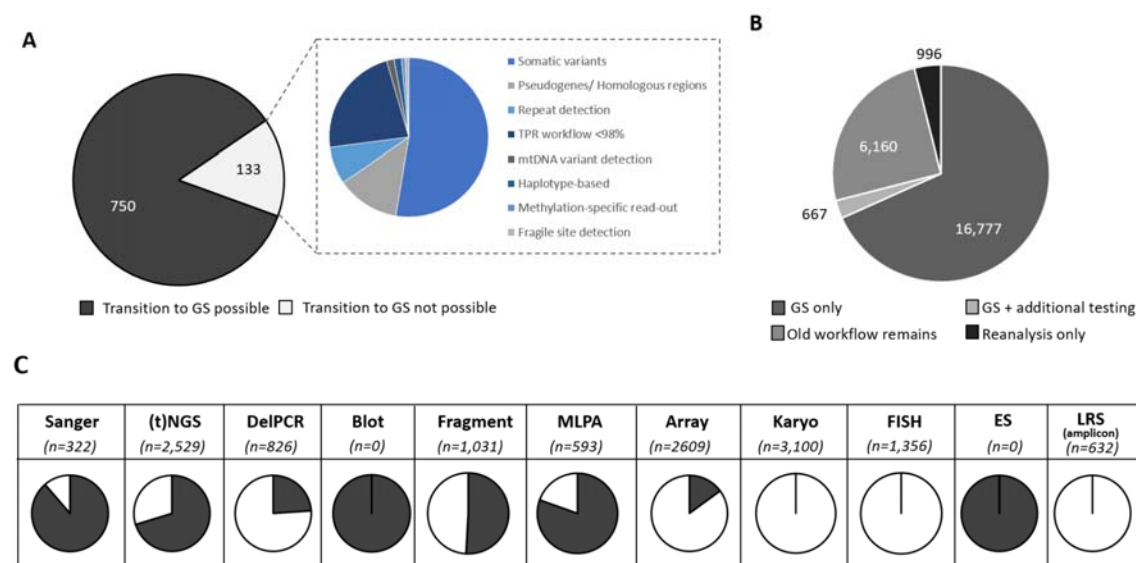 A
133
750
Somatic variants
Pseudogenes/ Homologous regions
Repeat detection
TPR workflow <98%
mtDNA variant detection
Haplotype-based
Methylation-specific read-out
Fragile site detection
Transition to GS possible
Transition to GS not possible
B
996
6,160
667
16,777
GS only
GS + additional testing
Old workflow remains
Reanalysis only
C
Sanger (t)NGS DelPCR Blot Fragment MLPA Array Karyo FISH ES LRS
(amplicon)
(n=322) (n=2,529) (n=826) (n=0) (n=1,031) (n=593) (n=2609) (n=3,100) (n=1,356) (n=0) (n=632)